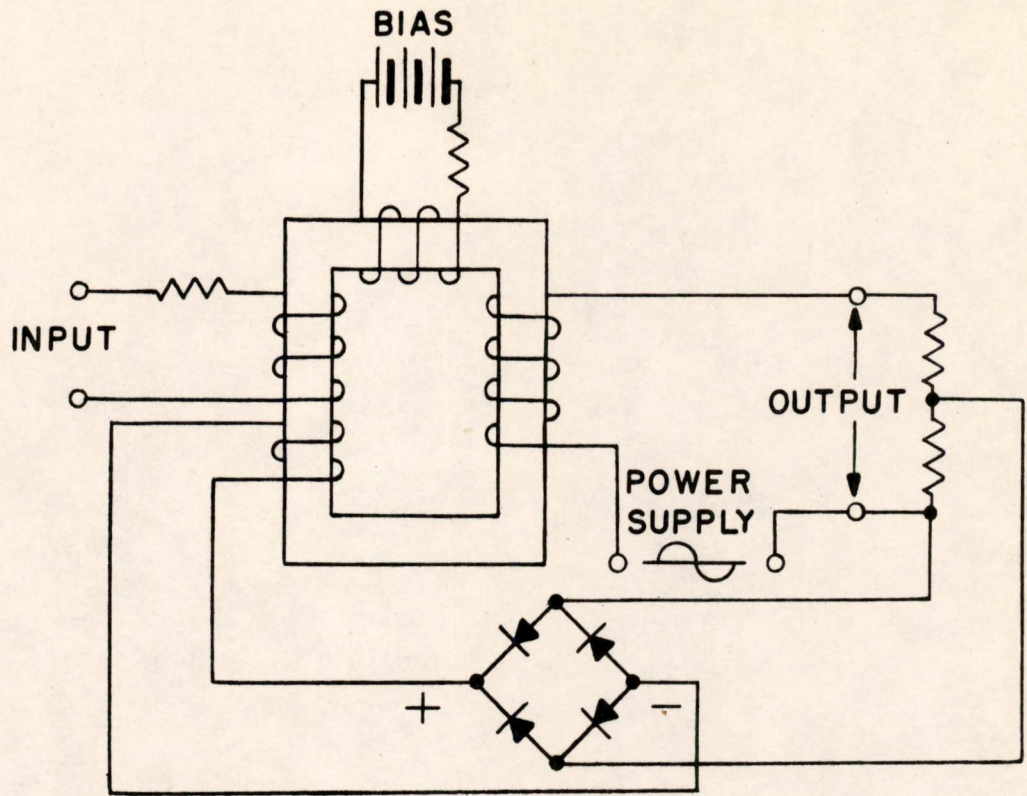 BIAS
INPUT
OUTPUT
POWER
SUPPLY
+
−